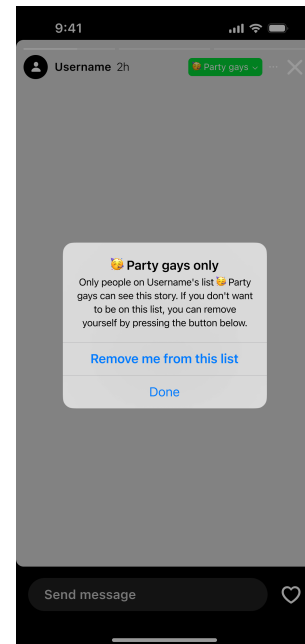 9:41
Username 2h
🥳 Party gays
🥳 Party gays only
Only people on Username's list 🥳 Party
gays can see this story. If you don't want
to be on this list, you can remove
yourself by pressing the button below.
Remove me from this list
Done
Send message